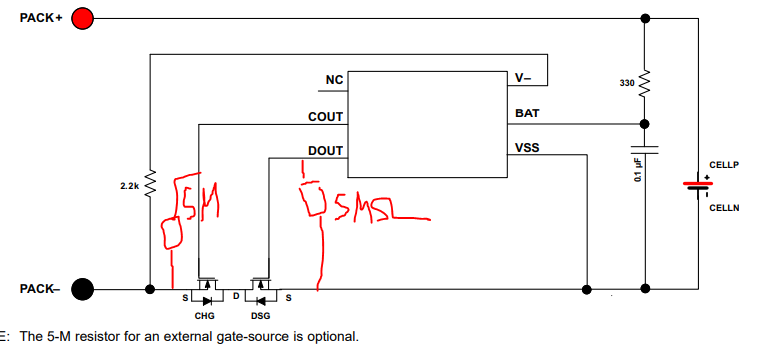 PACK+
NC
V–
330
COUT
BAT
DOUT
VSS
0.1 µF
CELLP
+
-
CELLN
2.2k
5M
5MΩ
PACK–
S
D
S
CHG
DSG
E: The 5-M resistor for an external gate-source is optional.